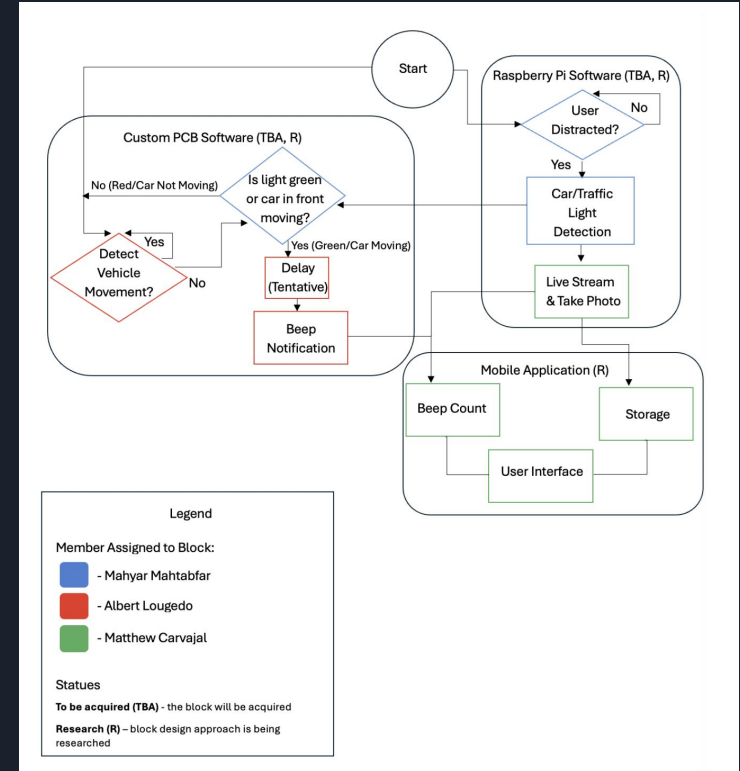 Start
Raspberry Pi Software (TBA, R)
User
Distracted?
No
Yes
Car/Traffic
Light
Detection
Live Stream
& Take Photo
Custom PCB Software (TBA, R)
Is light green
or car in front
moving?
No (Red/Car Not Moving)
Yes (Green/Car Moving)
Detect
Vehicle
Movement?
Yes
No
Delay
(Tentative)
Beep
Notification
Mobile Application (R)
Beep Count
Storage
User Interface
Legend
Member Assigned to Block:
- Mahyar Mahtabfar
- Albert Lougedo
- Matthew Carvajal
Statues
To be acquired (TBA) - the block will be acquired
Research (R) – block design approach is being
researched